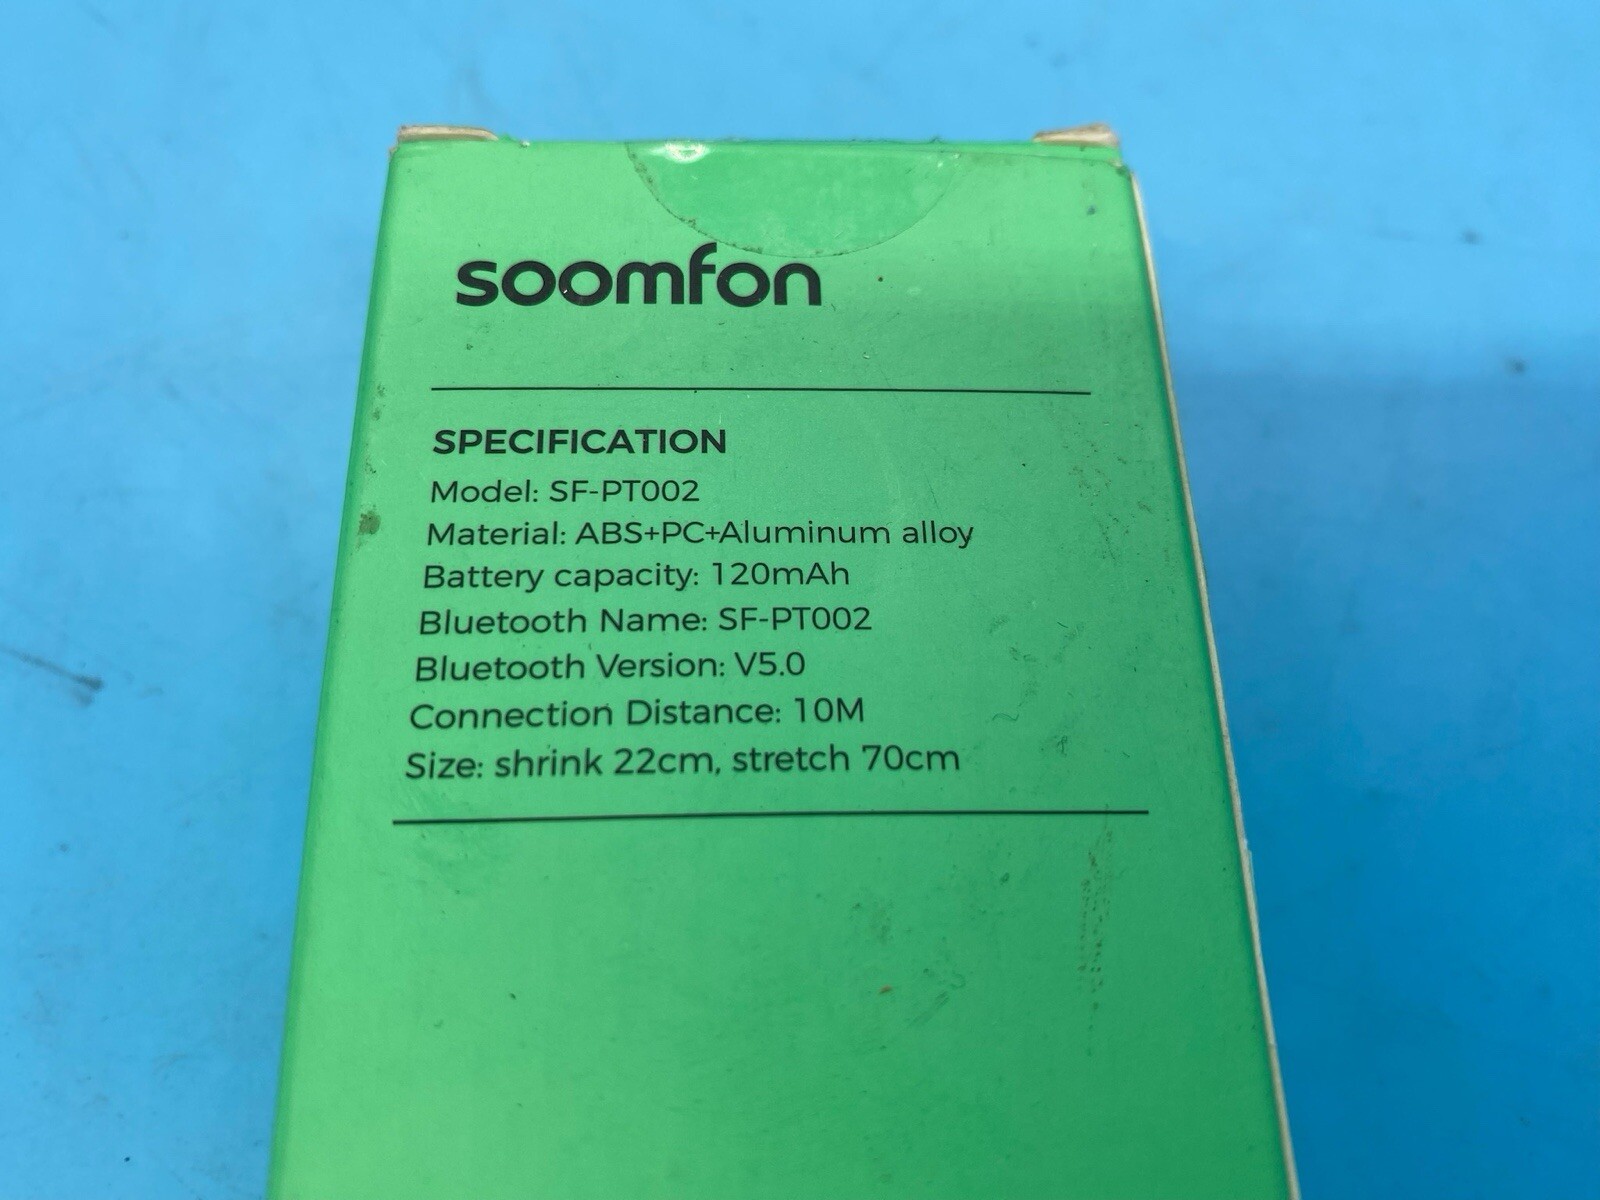 soomfon
SPECIFICATION
Model: SF-PT002
Material: ABS+PC+Aluminum alloy
Battery capacity: 120mAh
Bluetooth Name: SF-PT002
Bluetooth Version: V5.0
Connection Distance: 10M
Size: shrink 22cm, stretch 70cm